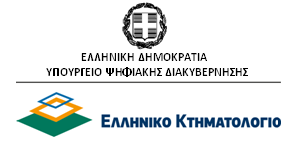 ΕΛΛΗΝΙΚΗ ΔΗΜΟΚΡΑΤΙΑ
ΥΠΟΥΡΓΕΙΟ ΨΗΦΙΑΚΗΣ ΔΙΑΚΥΒΕΡΝΗΣΗΣ
ΕΛΛΗΝΙΚΟ ΚΤΗΜΑΤΟΛΟΓΙΟ